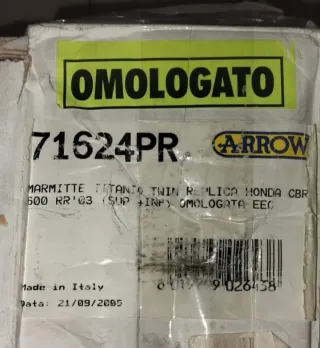 OMOLOGATO
71624PR
ARROW
MARMITTE TITANIO TWIN REPLICA HONDA CBR
600 RR'03 (SUP +INF) OMOLOGATA EEC
Made in Italy
Data: 21/09/2005